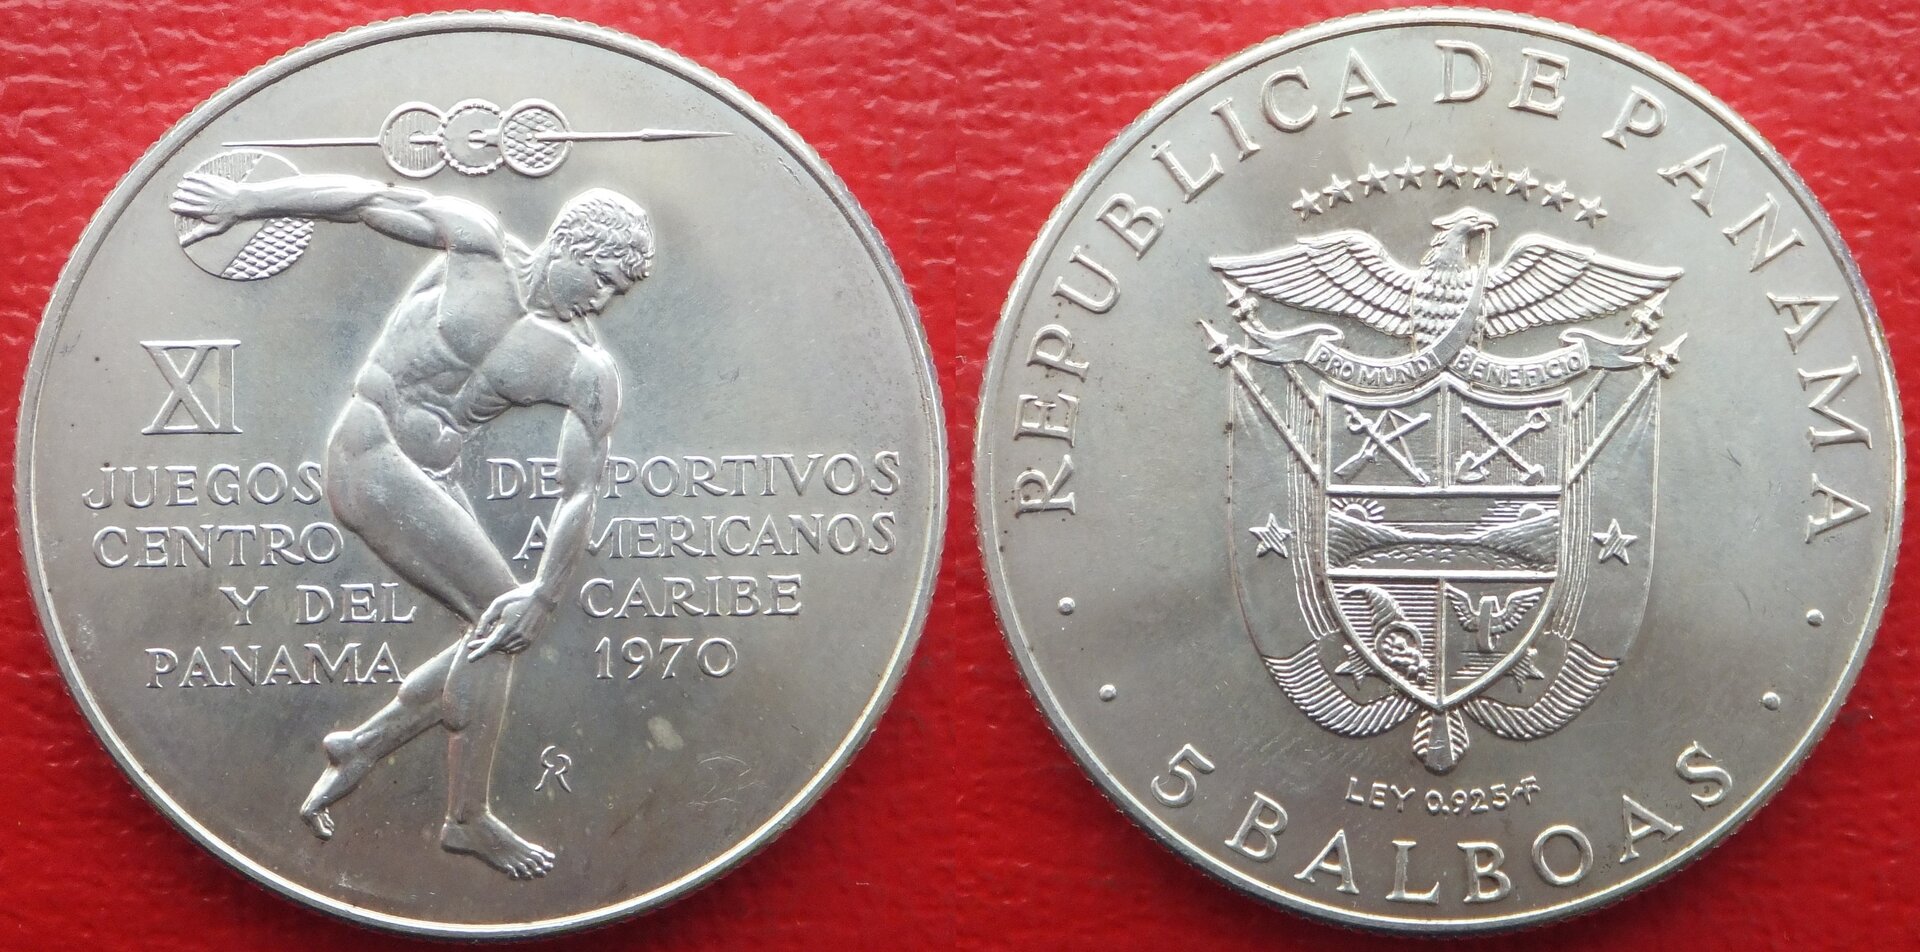 XI
JUEGOS DEPORTIVOS
CENTRO AMERICANOS
Y DEL CARIBE
PANAMA 1970
REPUBLICA DE PANAMA
PRO MUNDI BENEFICIO
LEY 0.925
5 BALBOAS